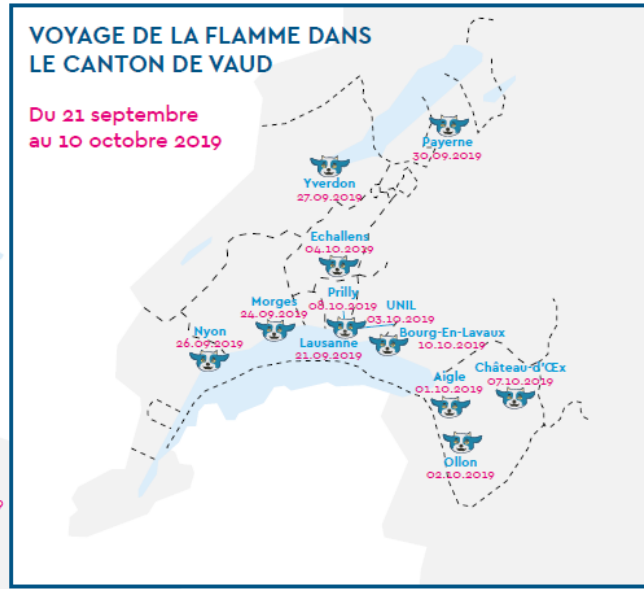 VOYAGE DE LA FLAMME DANS
LE CANTON DE VAUD
Du 21 septembre
au 10 octobre 2019
Payerne
30.09.2019
Yverdon
27.09.2019
Echallens
04.10.2019
Prilly
08.10.2019
UNIL
03.10.2019
Morges
24.09.2019
Nyon
26.09.2019
Lausanne
21.09.2019
Bourg-En-Lavaux
10.10.2019
Château-d'Œx
07.10.2019
Aigle
01.10.2019
Ollon
02.10.2019